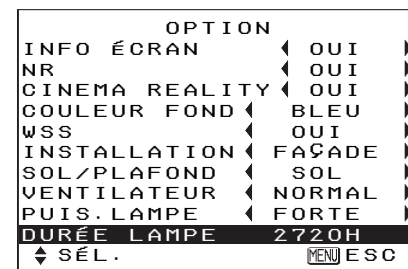 OPTION
INFO ÉCRAN OUI
NR OUI
CINEMA REALITY OUI
COULEUR FOND BLEU
WSS OUI
INSTALLATION FAÇADE
SOL/PLAFOND SOL
VENTILATEUR NORMAL
PUIS.LAMPE FORTE
DURÉE LAMPE 2720H
SÉL. MENU ESC